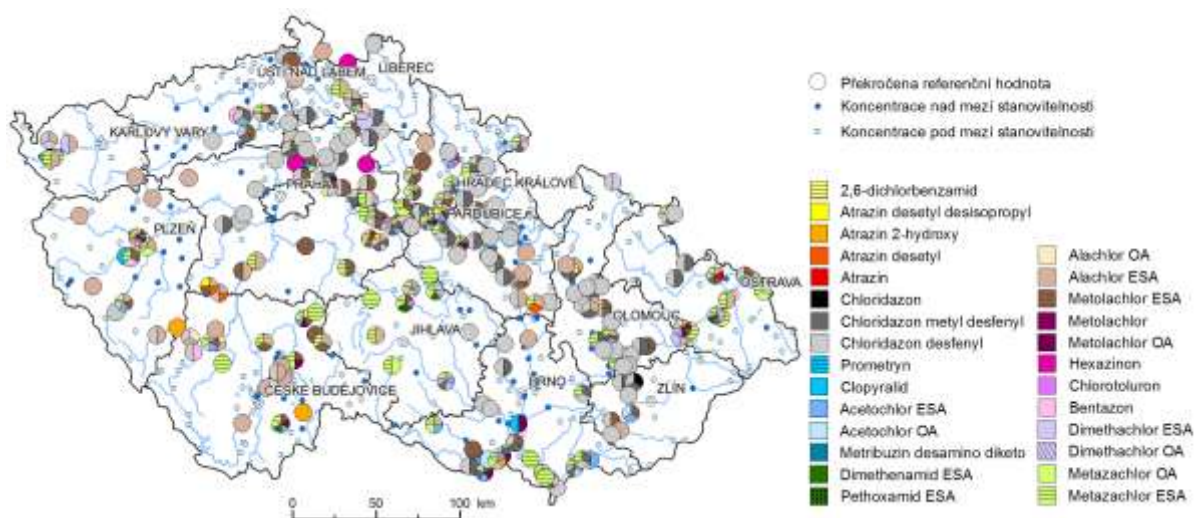 ÚSTÍ NAD LABEM
LIBEREC
KARLOVY VARY
PRAHA
HRADEC KRÁLOVÉ
PARDUBICE
PLZEŇ
OSTRAVA
OLOMOUC
JIHLAVA
BRNO
ZLÍN
ČESKÉ BUDĚJOVICE
0 50 100 km
Překročena referenční hodnota
Koncentrace nad mezí stanovitelnosti
Koncentrace pod mezí stanovitelnosti
2,6-dichlorbenzamid
Atrazin desetyl desisopropyl
Atrazin 2-hydroxy
Atrazin desetyl
Atrazin
Chloridazon
Chloridazon metyl desfenyl
Chloridazon desfenyl
Prometryn
Clopyralid
Acetochlor ESA
Acetochlor OA
Metribuzin desamino diketo
Dimethenamid ESA
Pethoxamid ESA
Alachlor OA
Alachlor ESA
Metolachlor ESA
Metolachlor
Metolachlor OA
Hexazinon
Chlorotoluron
Bentazon
Dimethachlor ESA
Dimethachlor OA
Metazachlor OA
Metazachlor ESA